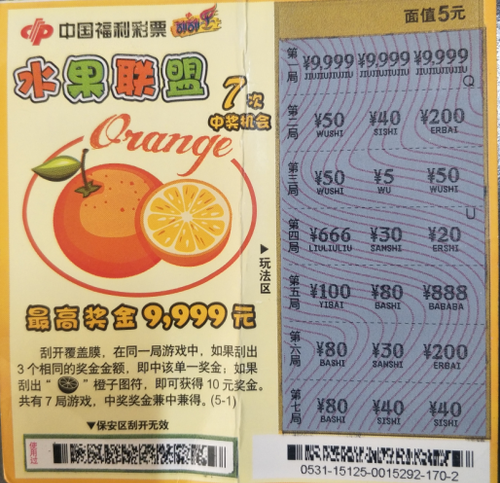 中国福利彩票
面值5元
水果联盟
7次
中奖机会
Orange
▶玩法区
最高奖金9,999元
刮开覆盖膜，在同一局游戏中，如果刮出
3个相同的奖金金额，即中该单一奖金；如果
刮出“ ”橙子图符，即可获得10元奖金。
共有7局游戏，中奖奖金兼中兼得。(5-1)
▼保安区刮开无效
使用过
第一局 ¥9,999 ¥9,999 ¥9,999
JIUJIUJIUJIU JIUJIUJIUJIU JIUJIUJIUJIU
Q
第二局 ¥50 ¥40 ¥200
WUSHI SISHI ERBAI
第三局 ¥50 ¥5 ¥50
WUSHI WU WUSHI
U
第四局 ¥666 ¥30 ¥20
LIULIULIU SANSHI ERSHI
第五局 ¥100 ¥80 ¥888
YIBAI BASHI BABABA
第六局 ¥80 ¥30 ¥200
BASHI SANSHI ERBAI
第七局 ¥80 ¥40 ¥40
BASHI SISHI SISHI
0531-15125-0015292-170-2